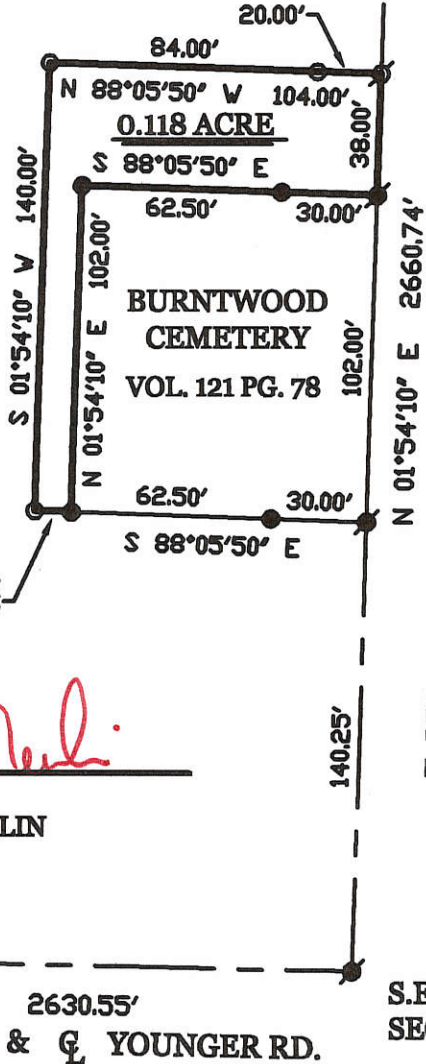 20.00'
84.00'
N 88°05'50" W 104.00'
0.118 ACRE
38.00'
S 88°05'50" E
62.50' 30.00'
S 01°54'10" W 140.00'
N 01°54'10" E 102.00'
BURNTWOOD
CEMETERY
VOL. 121 PG. 78
102.00'
N 01°54'10" E 2660.74'
62.50' 30.00'
S 88°05'50" E
140.25'
LIN
2630.55'
& ℄ YOUNGER RD.
S.E
SEC